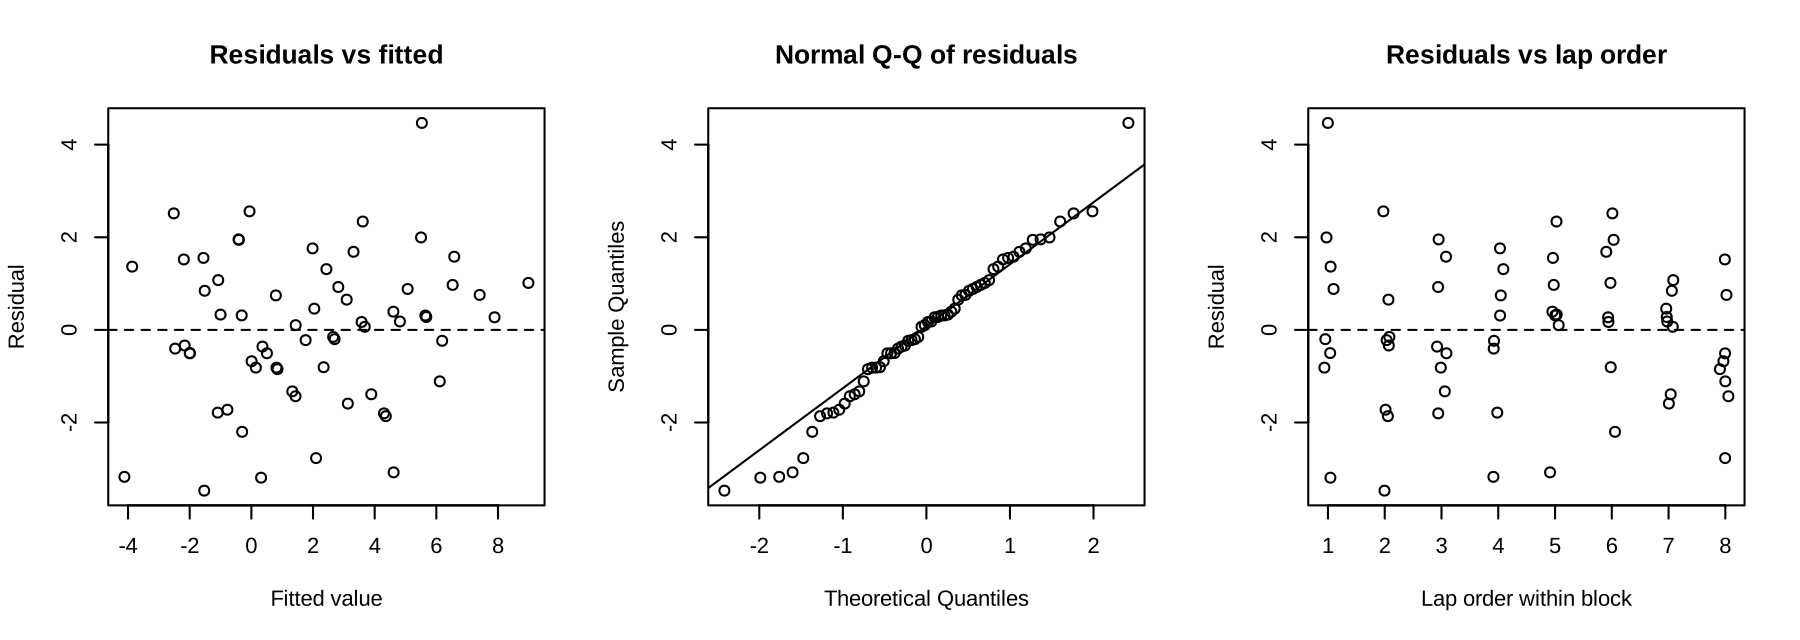 Residuals vs fitted
Residual
4
2
0
-2
-4 -2 0 2 4 6 8
Fitted value
Normal Q-Q of residuals
Sample Quantiles
4
2
0
-2
-2 -1 0 1 2
Theoretical Quantiles
Residuals vs lap order
Residual
4
2
0
-2
1 2 3 4 5 6 7 8
Lap order within block